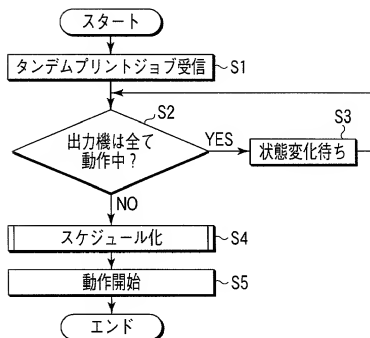 スタート
タンデムプリントジョブ受信
S1
S2
出力機は全て
動作中？
YES
S3
状態変化待ち
NO
スケジュール化
S4
動作開始
S5
エンド